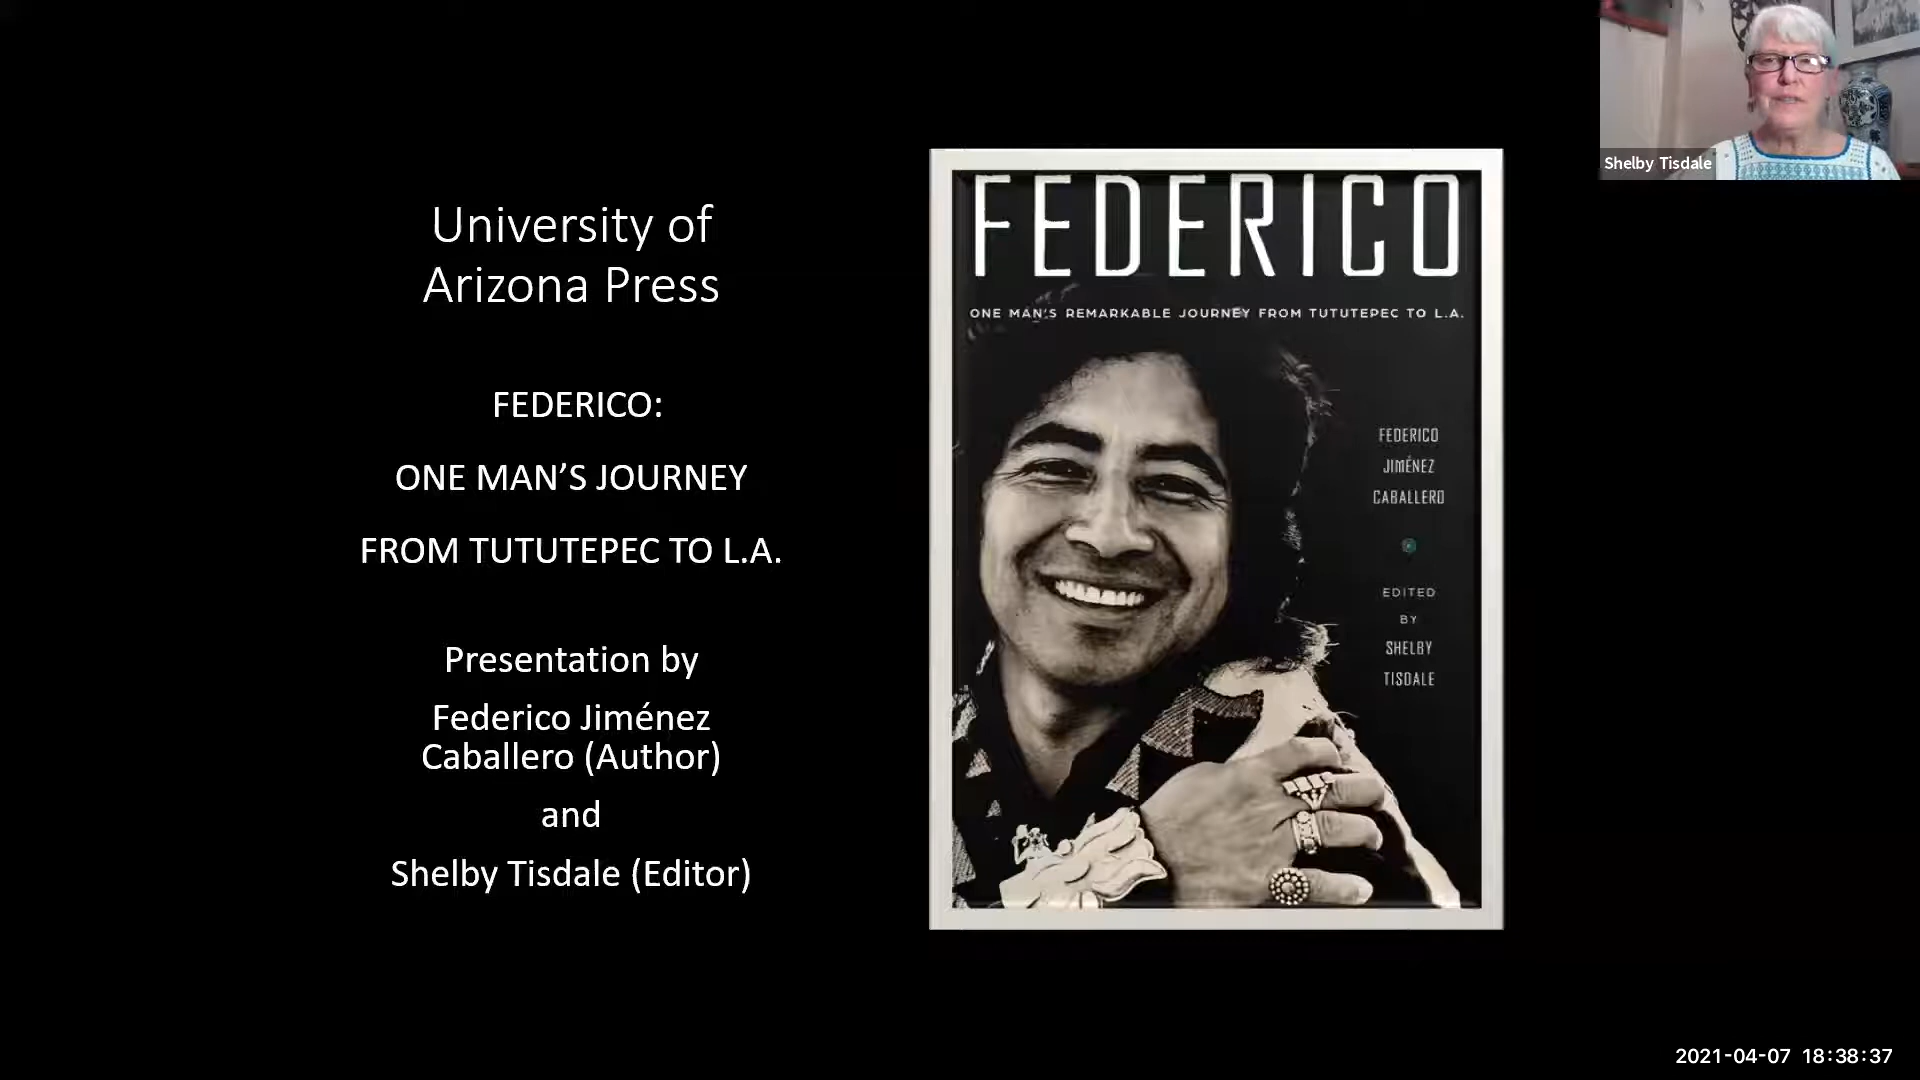 University of
Arizona Press
FEDERICO:
ONE MAN’S JOURNEY
FROM TUTUTEPEC TO L.A.
Presentation by
Federico Jiménez
Caballero (Author)
and
Shelby Tisdale (Editor)
FEDERICO
ONE MAN'S REMARKABLE JOURNEY FROM TUTUTEPEC TO L.A.
FEDERICO
JIMÉNEZ
CABALLERO
EDITED
BY
SHELBY
TISDALE
Shelby Tisdale
2021-04-07 18:38:37